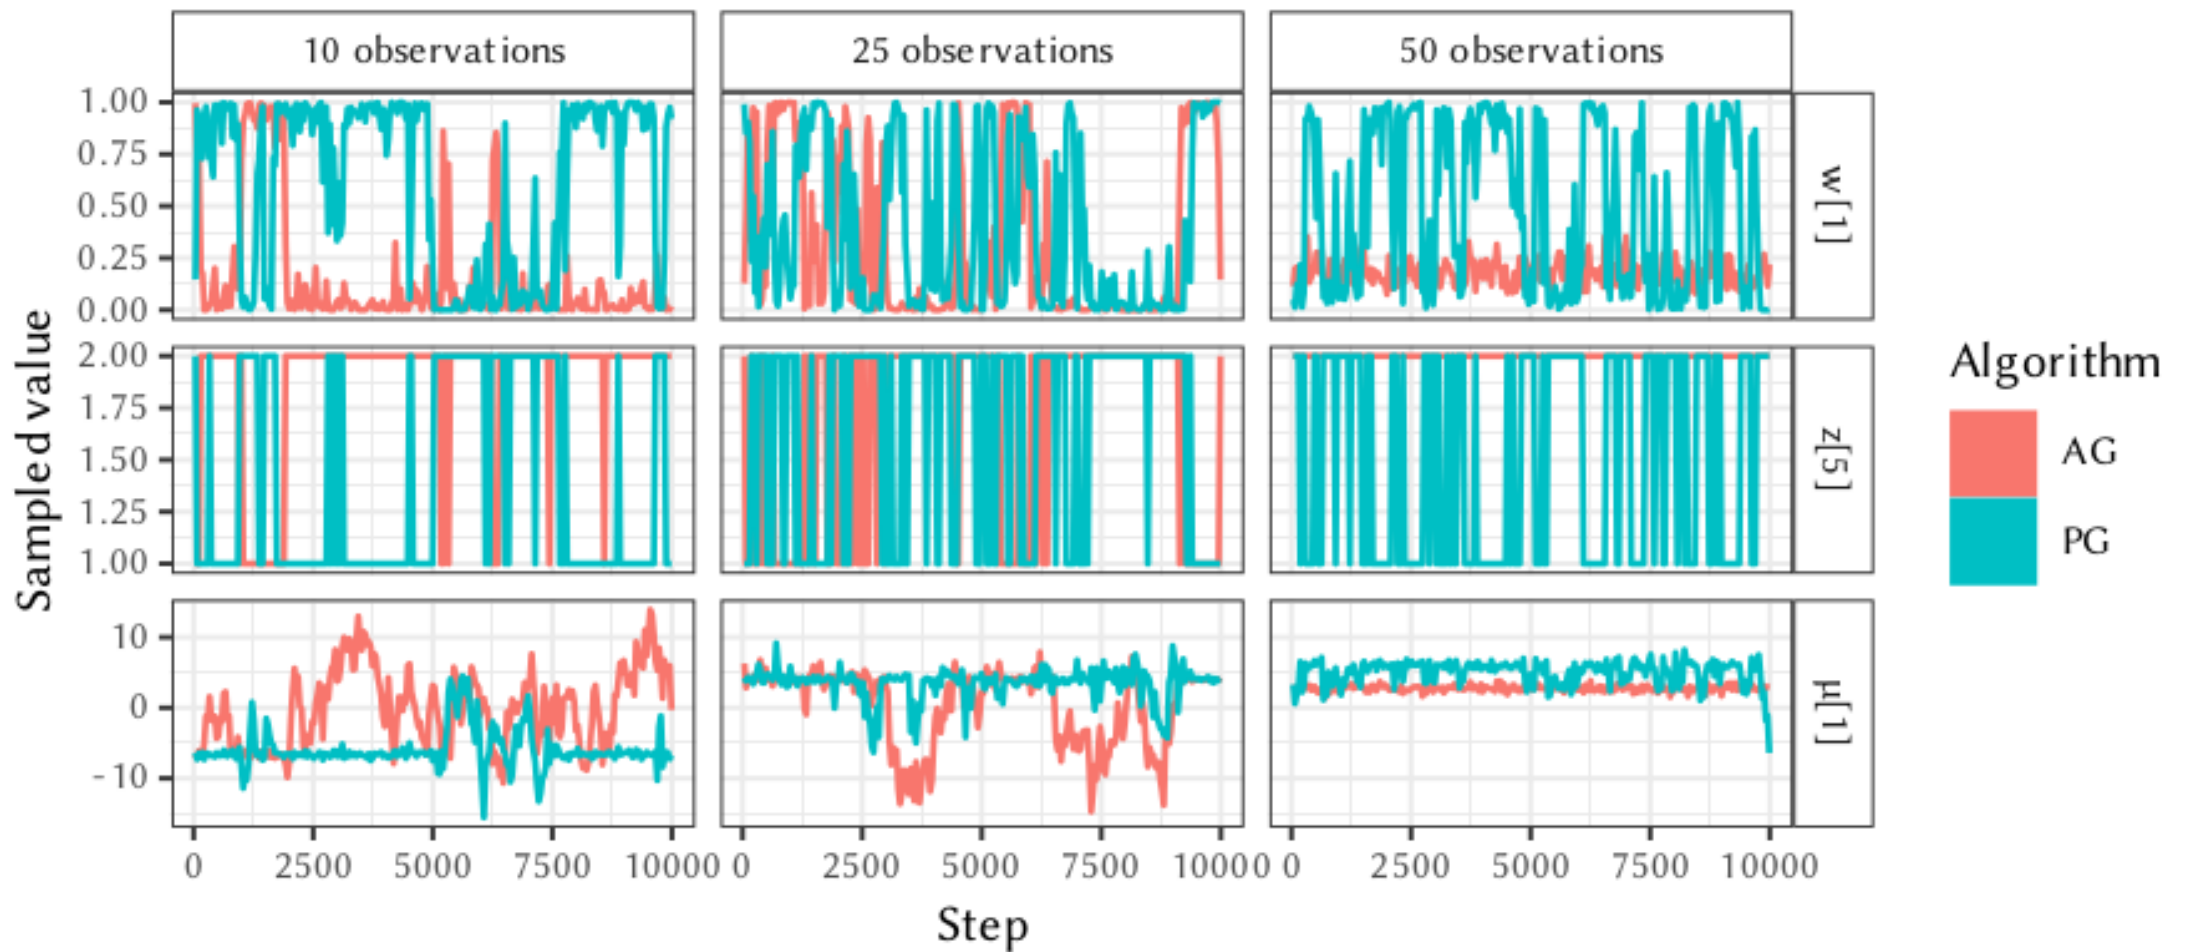 10 observations 25 observations 50 observations
1.00
0.75
0.50
0.25
0.00
w[1]
2.00
1.75
1.50
1.25
1.00
z[5]
10
0
-10
μ[1]
0 2500 5000 7500 10000 0 2500 5000 7500 10000 0 2500 5000 7500 10000
Step
Sampled value
Algorithm
AG
PG